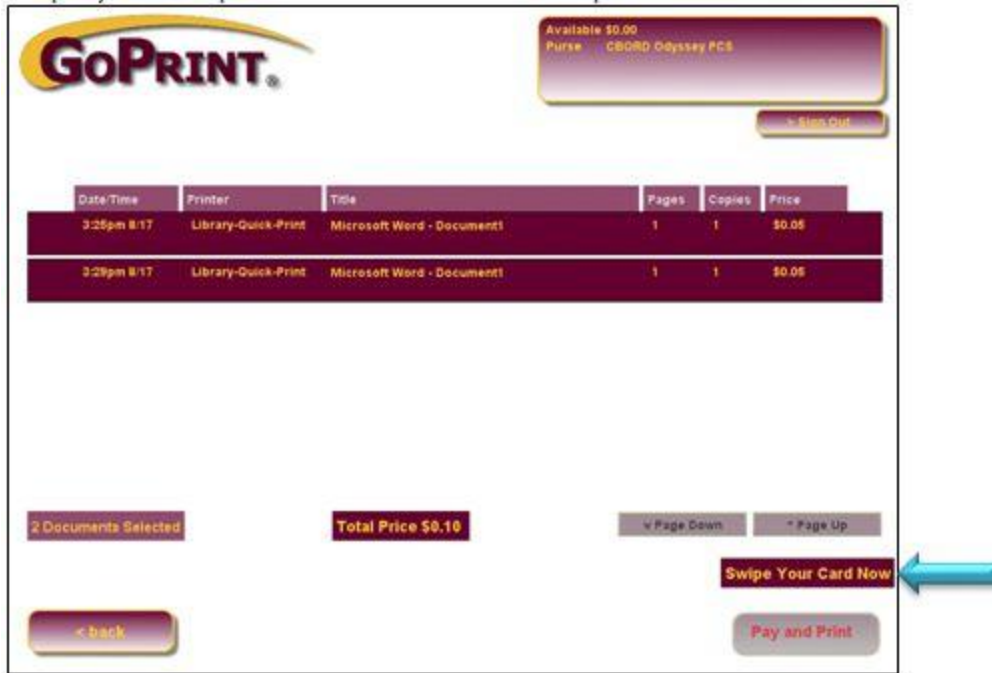 GOPRINT®
Available $0.00
Purse CBORD Odyssey PCS
> Sign Out
Date/Time Printer Title Pages Copies Price
3:25pm 8/17 Library-Quick-Print Microsoft Word - Document1 1 1 $0.05
3:29pm 8/17 Library-Quick-Print Microsoft Word - Document1 1 1 $0.05
2 Documents Selected Total Price $0.10 v Page Down ^ Page Up
Swipe Your Card Now
< back Pay and Print